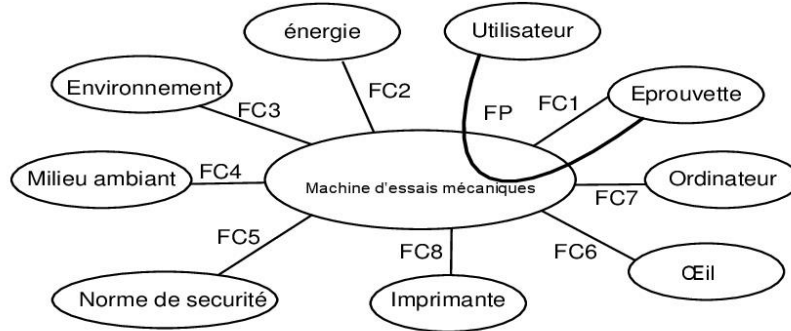 énergie
Utilisateur
Environnement
FC2
FP
FC1
Eprouvette
FC3
Milieu ambiant
FC4
Machine d'essais mécaniques
Ordinateur
FC7
FC5
FC8
FC6
Norme de securité
Imprimante
Œil